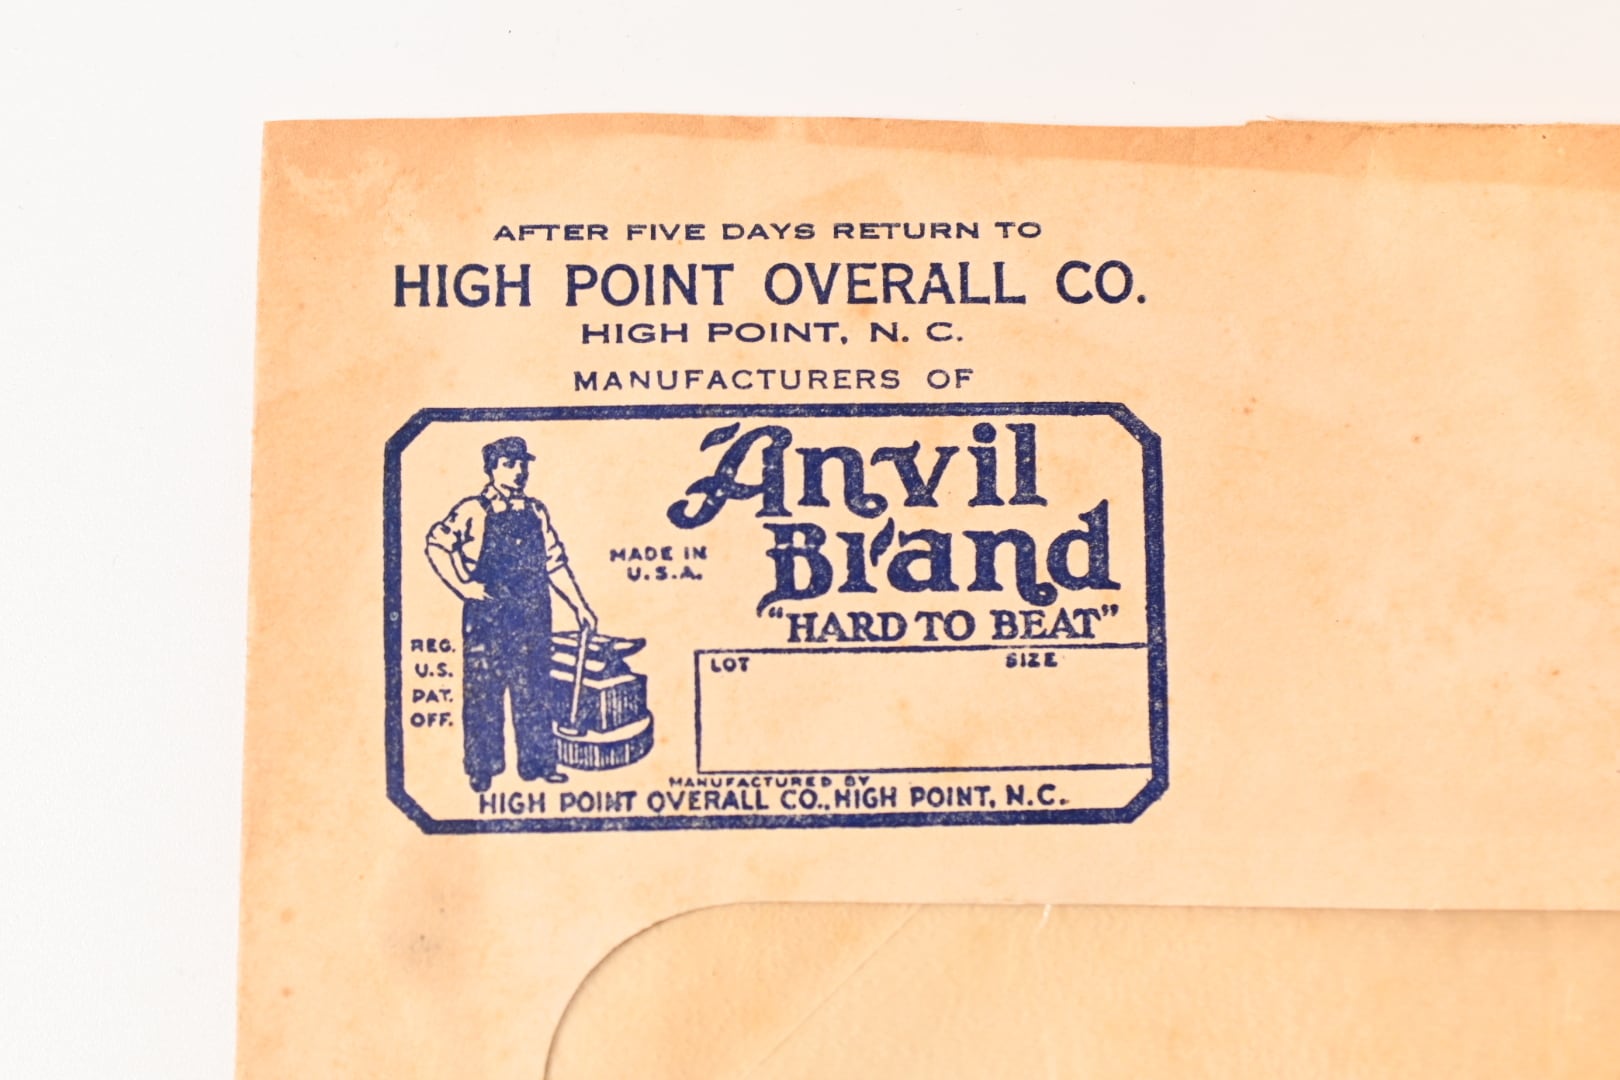 AFTER FIVE DAYS RETURN TO
HIGH POINT OVERALL CO.
HIGH POINT, N. C.
MANUFACTURERS OF
Anvil
Brand
MADE IN
U.S.A.
"HARD TO BEAT"
REG.
U.S.
PAT.
OFF.
LOT SIZE
MANUFACTURED BY
HIGH POINT OVERALL CO., HIGH POINT, N.C.